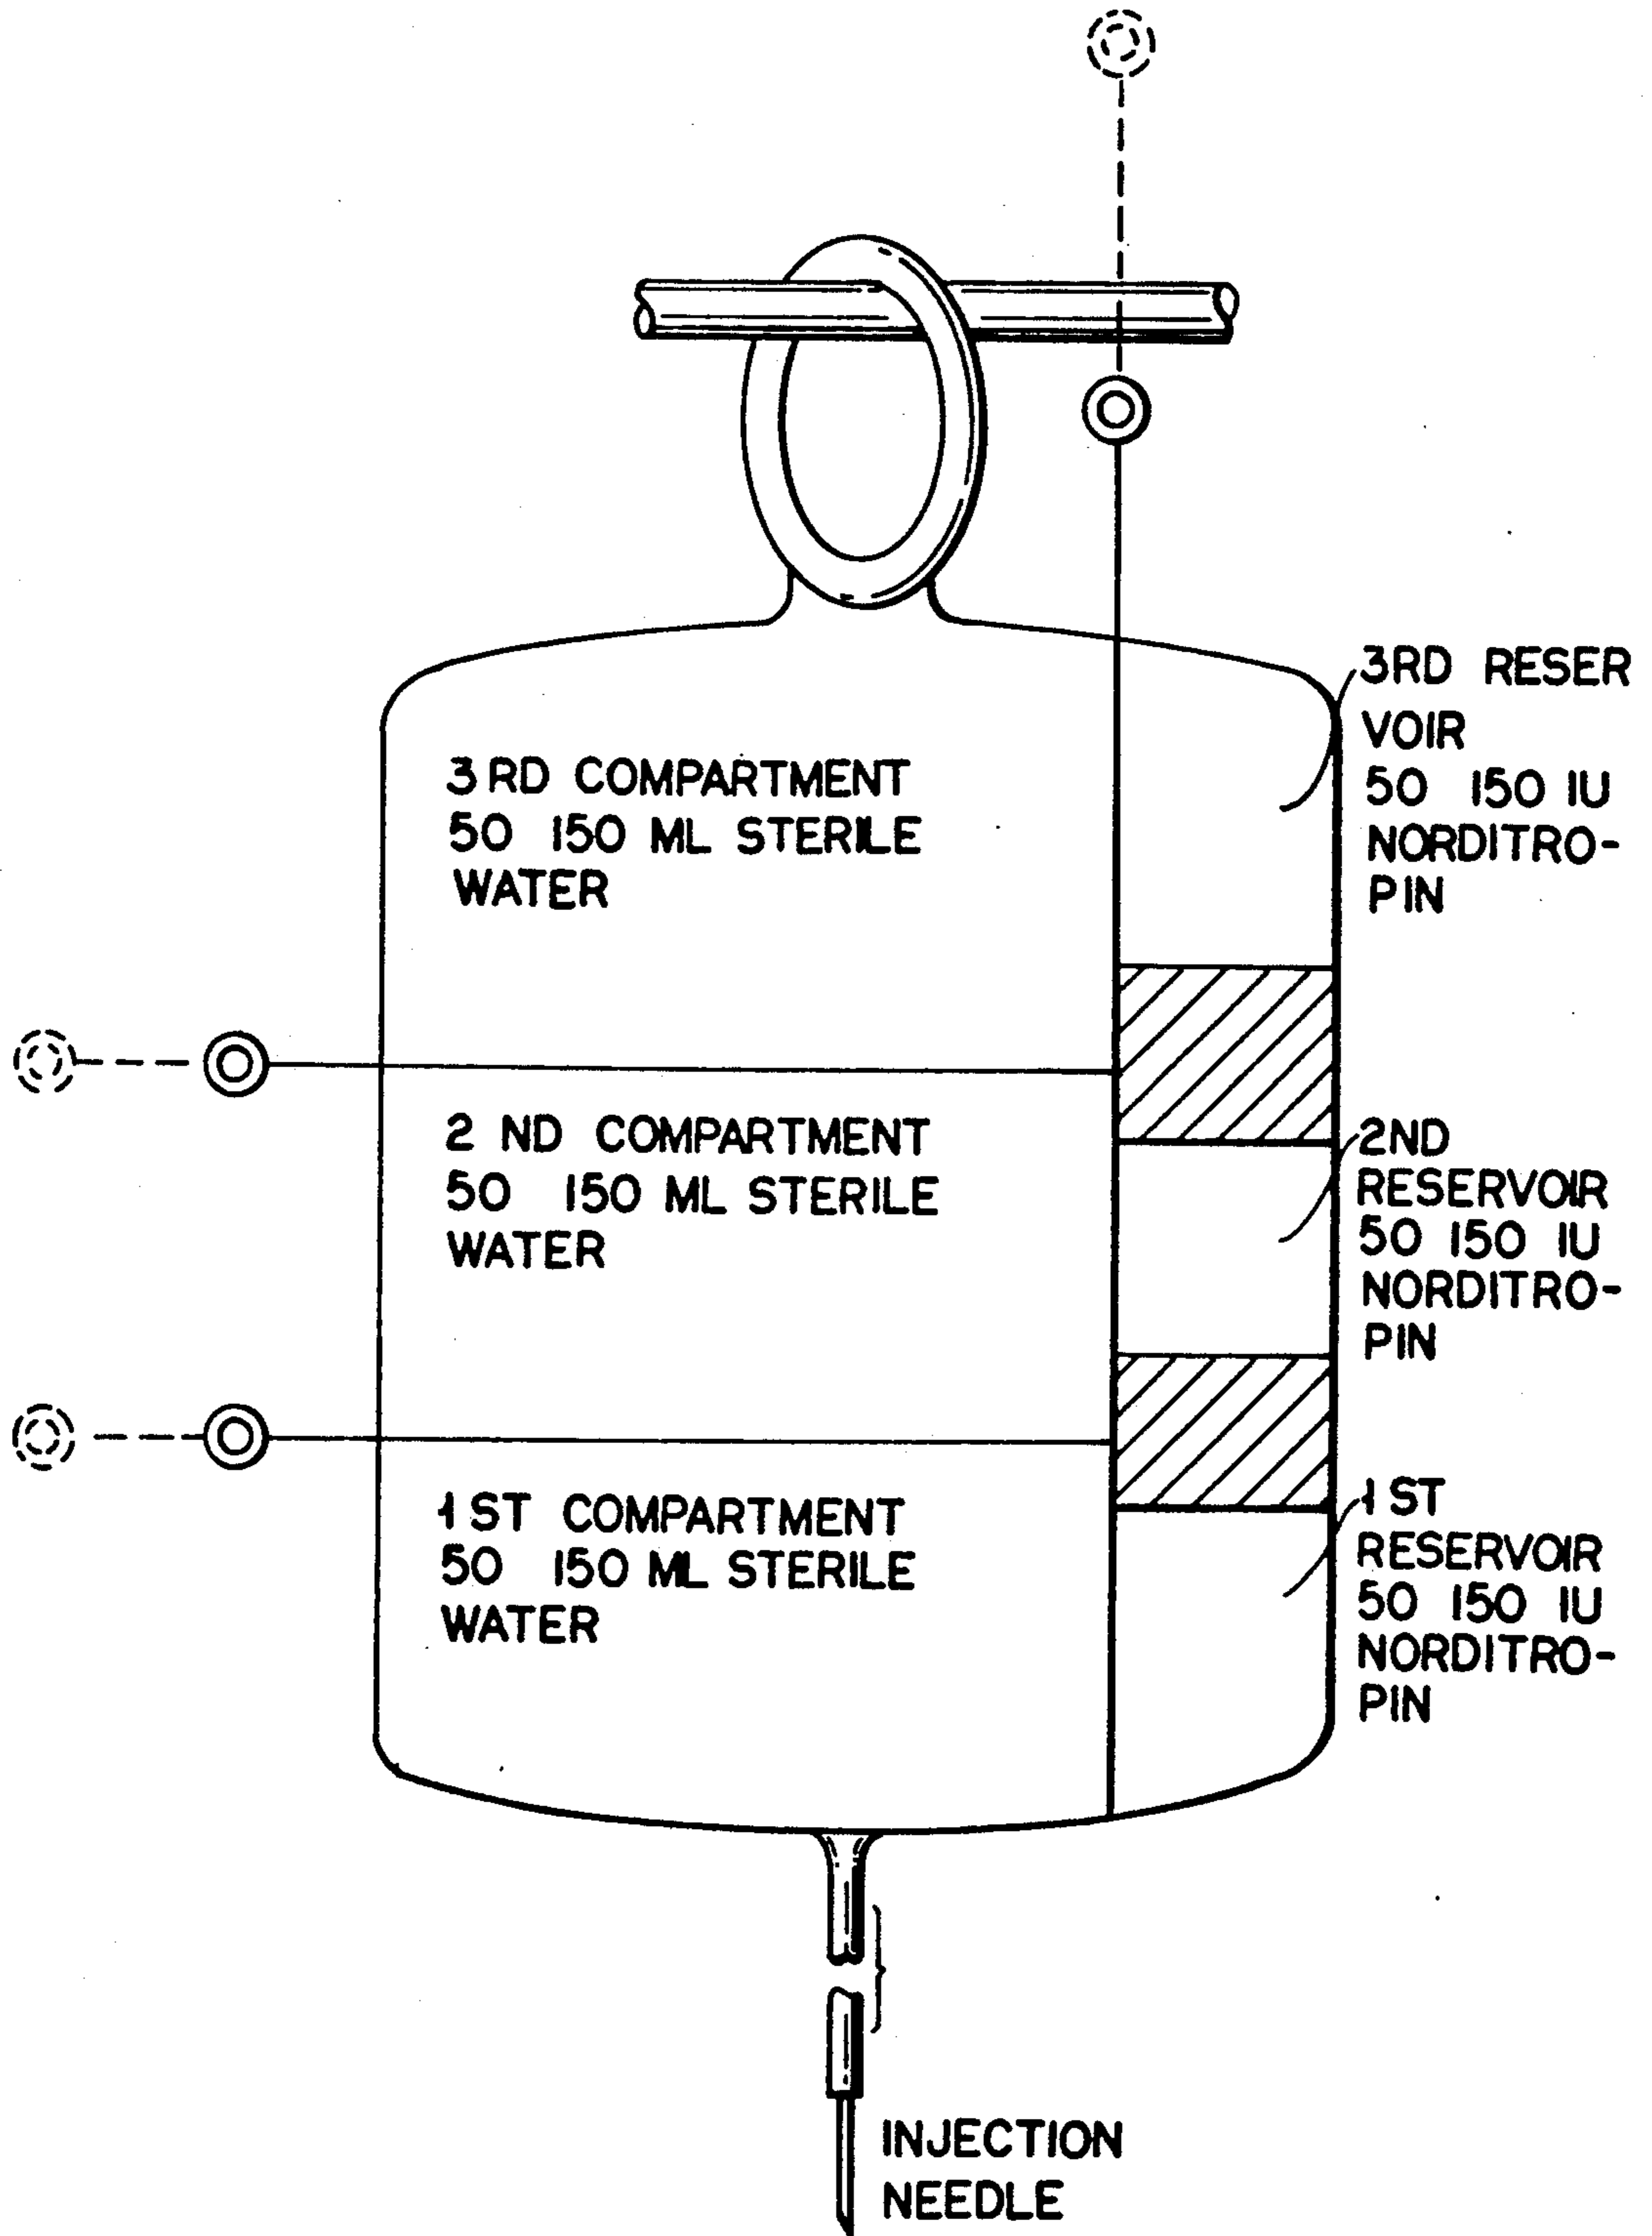 3RD RESER
VOIR
50 150 IU
NORDITRO-
PIN
3 RD COMPARTMENT
50 150 ML STERILE
WATER
2 ND COMPARTMENT
50 150 ML STERILE
WATER
2ND
RESERVOIR
50 150 IU
NORDITRO-
PIN
1 ST COMPARTMENT
50 150 ML STERILE
WATER
1 ST
RESERVOIR
50 150 IU
NORDITRO-
PIN
INJECTION
NEEDLE